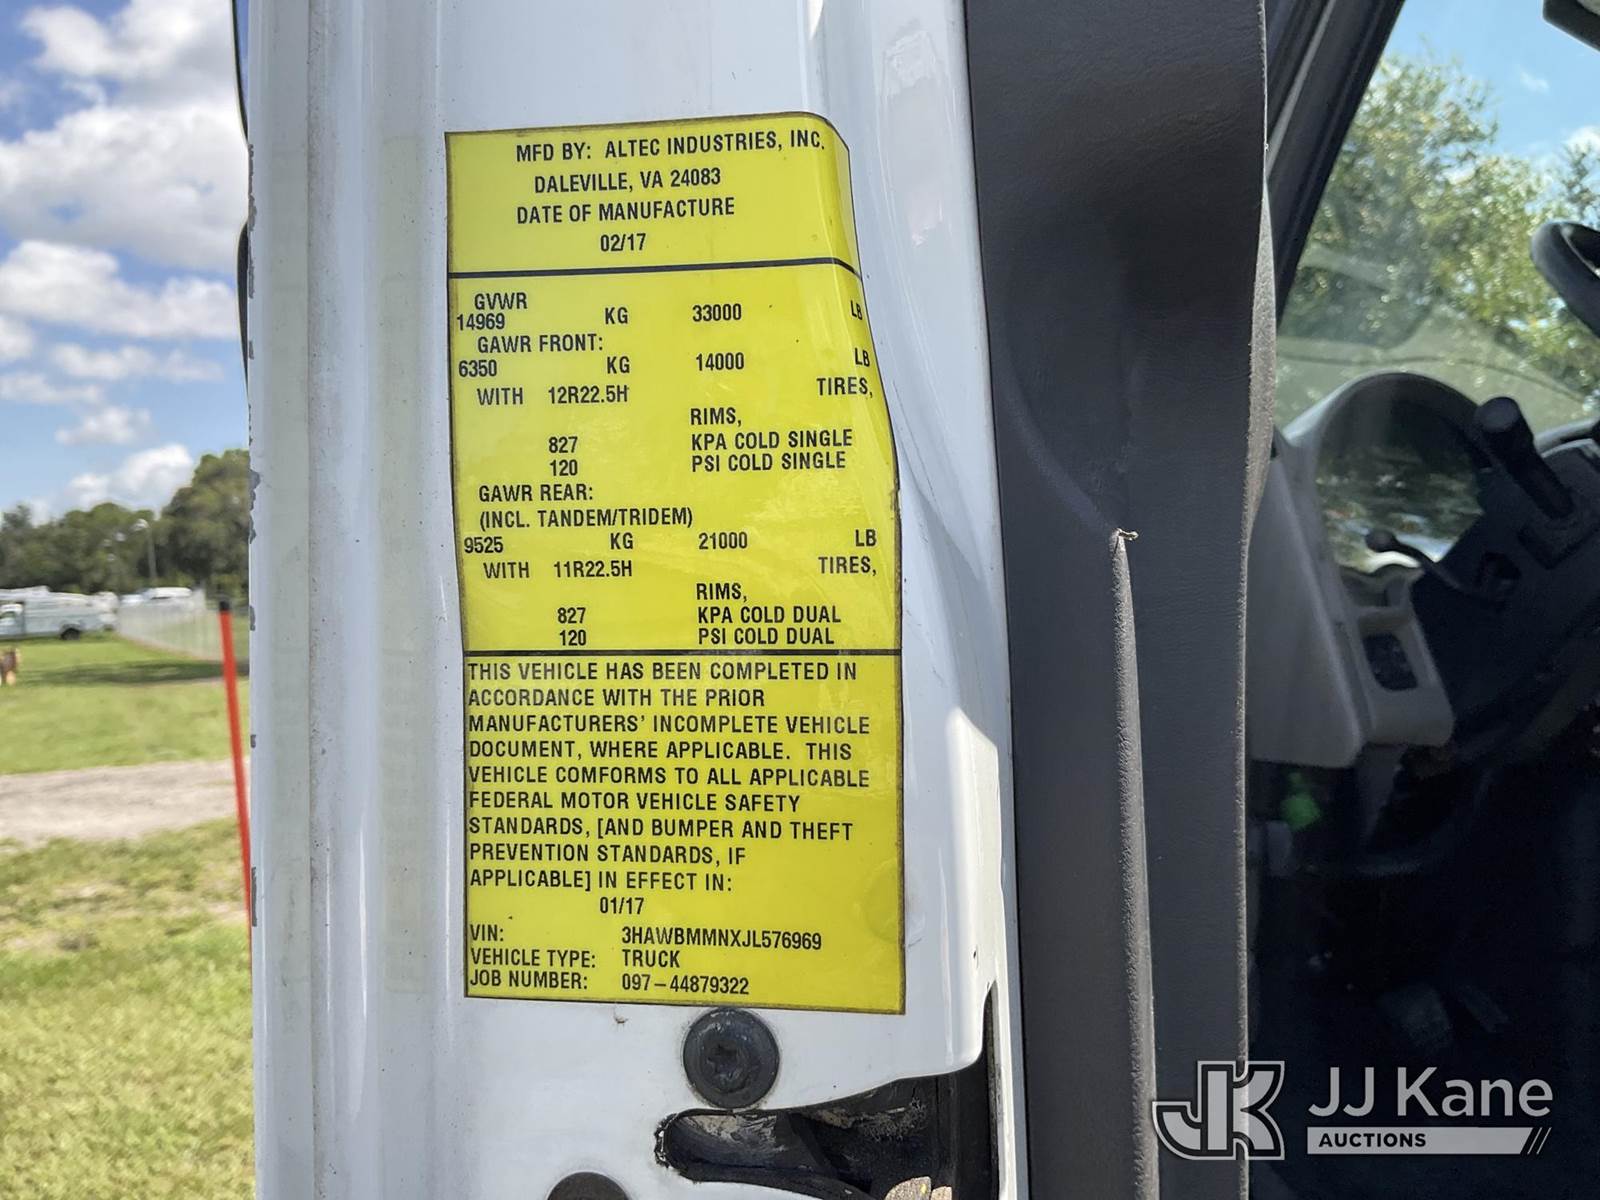 MFD BY: ALTEC INDUSTRIES, INC.
DALEVILLE, VA 24083
DATE OF MANUFACTURE
02/17
GVWR
14969 KG 33000 LB
GAWR FRONT:
6350 KG 14000 LB
WITH 12R22.5H TIRES,
RIMS,
827 KPA COLD SINGLE
120 PSI COLD SINGLE
GAWR REAR:
(INCL. TANDEM/TRIDEM)
9525 KG 21000 LB
WITH 11R22.5H TIRES,
RIMS,
827 KPA COLD DUAL
120 PSI COLD DUAL
THIS VEHICLE HAS BEEN COMPLETED IN
ACCORDANCE WITH THE PRIOR
MANUFACTURERS' INCOMPLETE VEHICLE
DOCUMENT, WHERE APPLICABLE. THIS
VEHICLE COMFORMS TO ALL APPLICABLE
FEDERAL MOTOR VEHICLE SAFETY
STANDARDS, [AND BUMPER AND THEFT
PREVENTION STANDARDS, IF
APPLICABLE] IN EFFECT IN:
01/17
VIN: 3HAWBMMNXJL576969
VEHICLE TYPE: TRUCK
JOB NUMBER: 097-44879322
JK JJ Kane
AUCTIONS